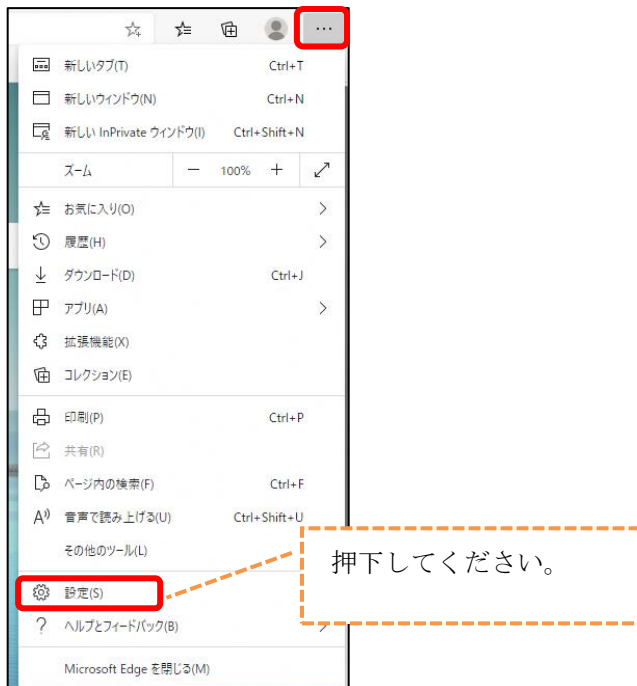 新しいタブ(T) Ctrl+T
新しいウィンドウ(N) Ctrl+N
新しい InPrivate ウィンドウ(I) Ctrl+Shift+N
ズーム − 100% +
お気に入り(O)
履歴(H)
ダウンロード(D) Ctrl+J
アプリ(A)
拡張機能(X)
コレクション(E)
印刷(P) Ctrl+P
共有(R)
ページ内の検索(F) Ctrl+F
音声で読み上げる(U) Ctrl+Shift+U
その他のツール(L)
押下してください。
設定(S)
ヘルプとフィードバック(B)
Microsoft Edge を閉じる(M)